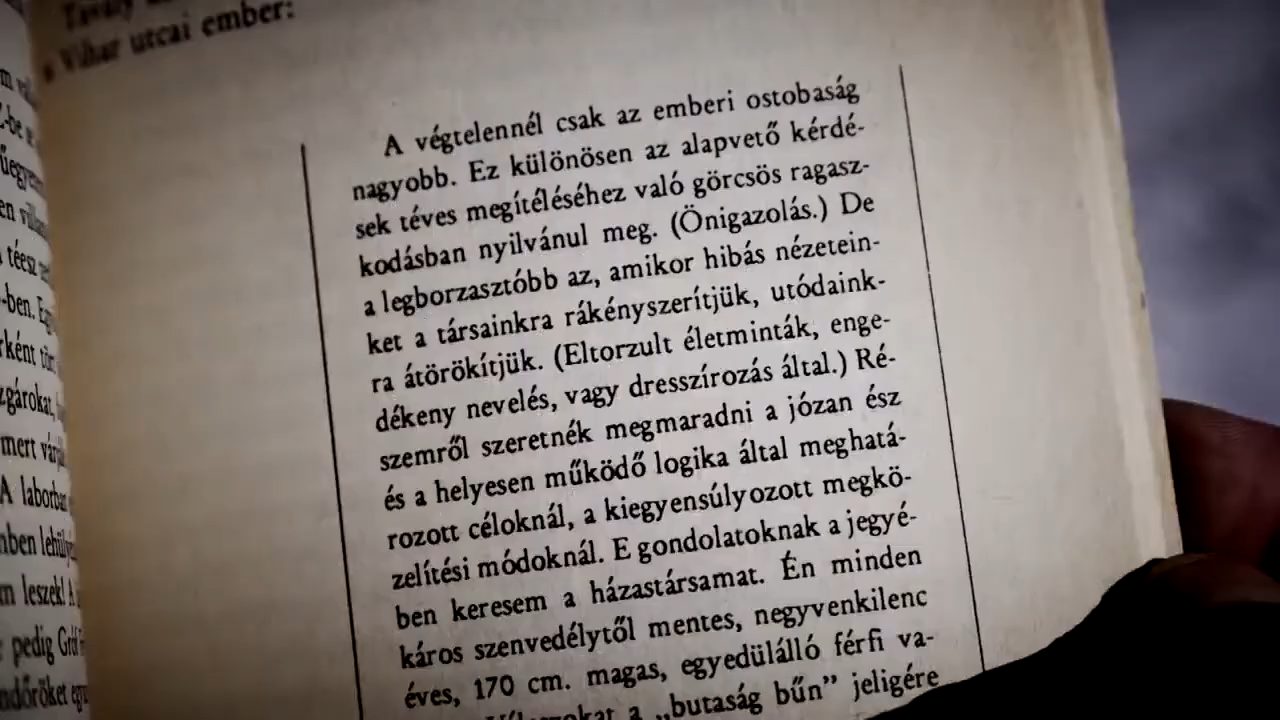 a Vihar utcai ember:
A végtelennél csak az emberi ostobaság
nagyobb. Ez különösen az alapvető kérdé-
sek téves megítéléséhez való görcsös ragasz-
kodásban nyilvánul meg. (Önigazolás.) De
a legborzasztóbb az, amikor hibás nézetein-
ket a társainkra rákényszerítjük, utódaink-
ra átörökítjük. (Eltorzult életminták, enge-
dékeny nevelés, vagy dresszírozás által.) Ré-
szemről szeretnék megmaradni a józan ész
és a helyesen működő logika által meghatá-
rozott céloknál, a kiegyensúlyozott megkö-
zelítési módoknál. E gondolatoknak a jegyé-
ben keresem a házastársamat. Én minden
káros szenvedélytől mentes, negyvenkilenc
éves, 170 cm. magas, egyedülálló férfi va-
a „butaság bűn” jeligére